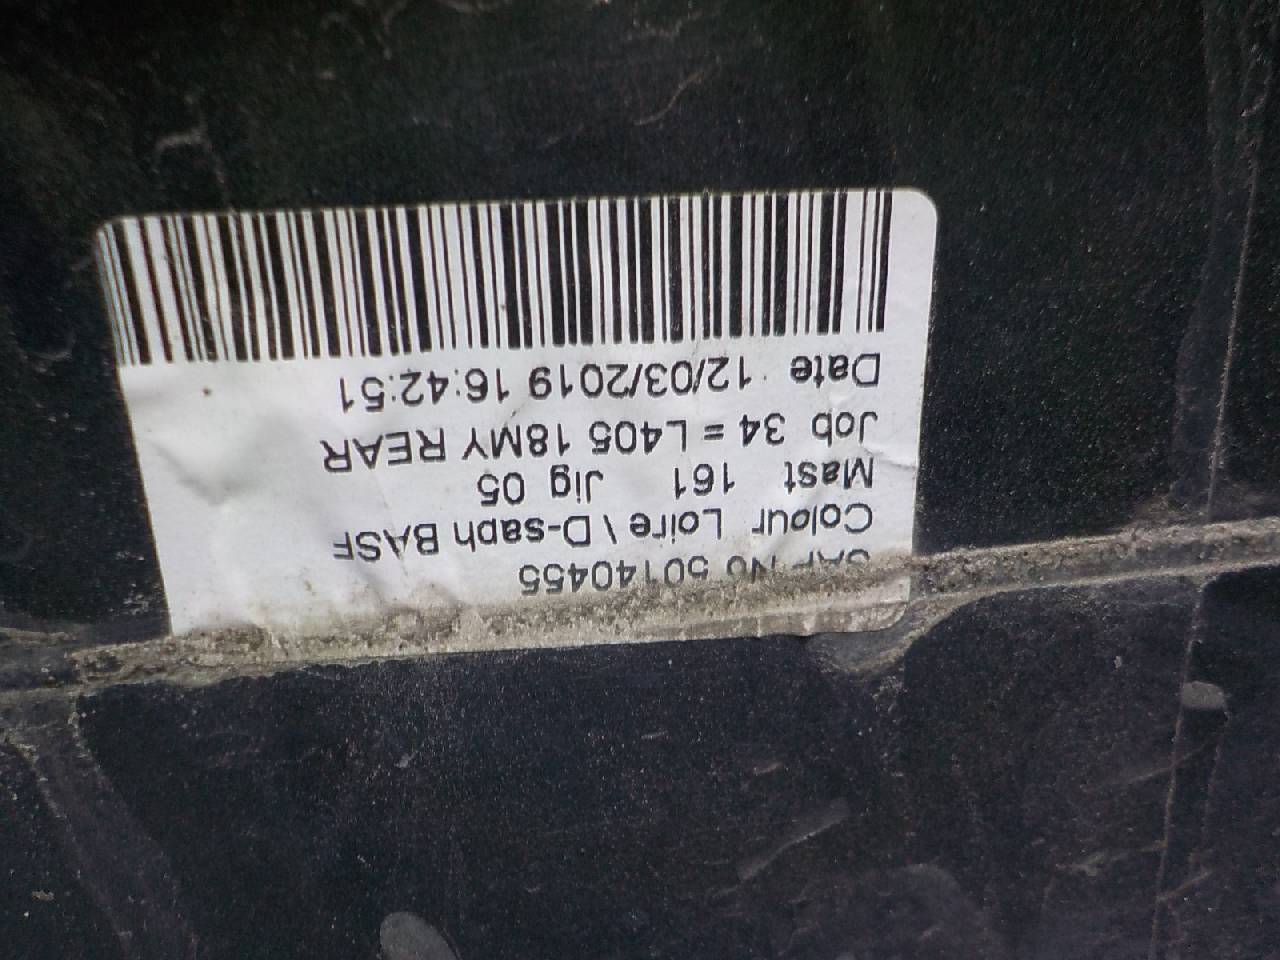 SAP No 50140455
Colour Loire \ D-saph BASF
Mast 161 Jig 05
Job 34 = L405 18MY REAR
Date 12/03/2019 16:42:51